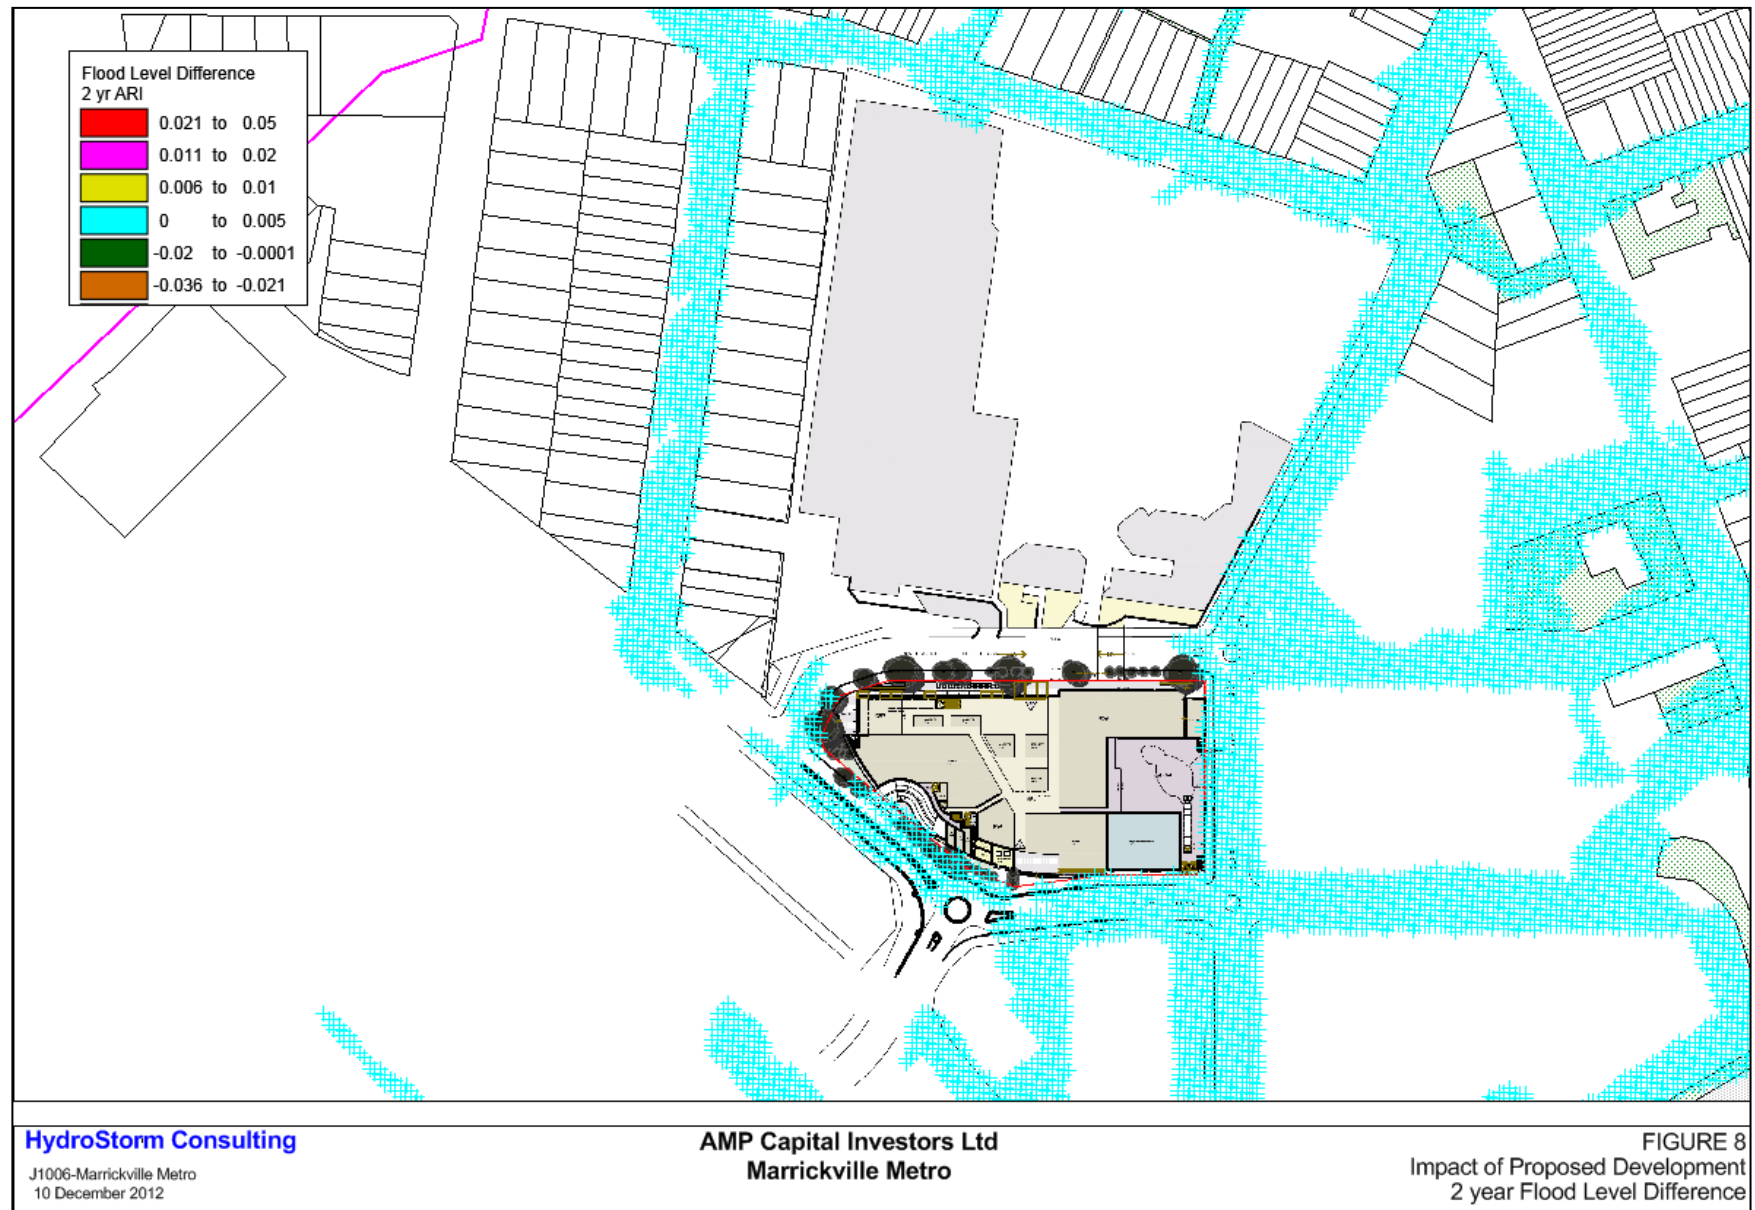 Flood Level Difference
2 yr ARI
0.021 to 0.05
0.011 to 0.02
0.006 to 0.01
0 to 0.005
-0.02 to -0.0001
-0.036 to -0.021
HydroStorm Consulting
J1006-Marrickville Metro
10 December 2012
AMP Capital Investors Ltd
Marrickville Metro
FIGURE 8
Impact of Proposed Development
2 year Flood Level Difference